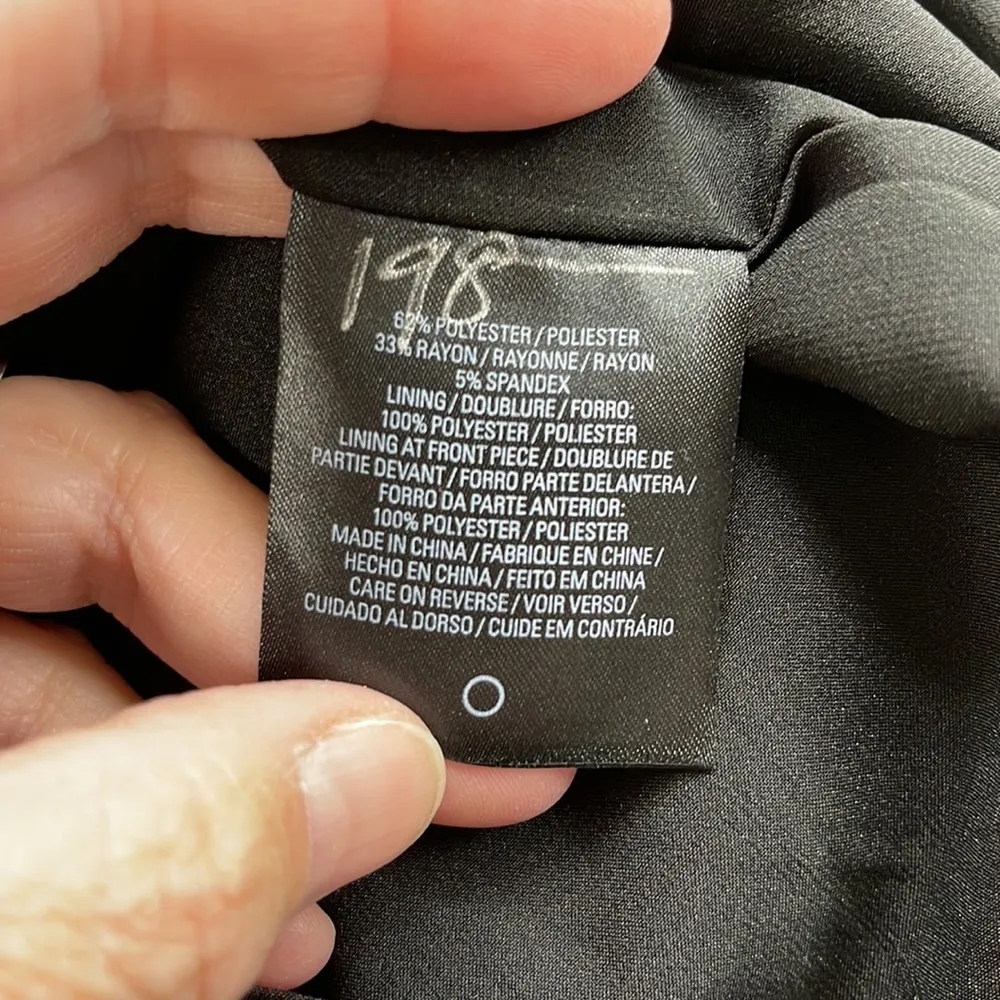 198
62% POLYESTER / POLIESTER
33% RAYON / RAYONNE / RAYON
5% SPANDEX
LINING / DOUBLURE / FORRO:
100% POLYESTER / POLIESTER
LINING AT FRONT PIECE / DOUBLURE DE
PARTIE DEVANT / FORRO PARTE DELANTERA /
FORRO DA PARTE ANTERIOR:
100% POLYESTER / POLIESTER
MADE IN CHINA / FABRIQUE EN CHINE /
HECHO EN CHINA / FEITO EM CHINA
CARE ON REVERSE / VOIR VERSO /
CUIDADO AL DORSO / CUIDE EM CONTRÁRIO